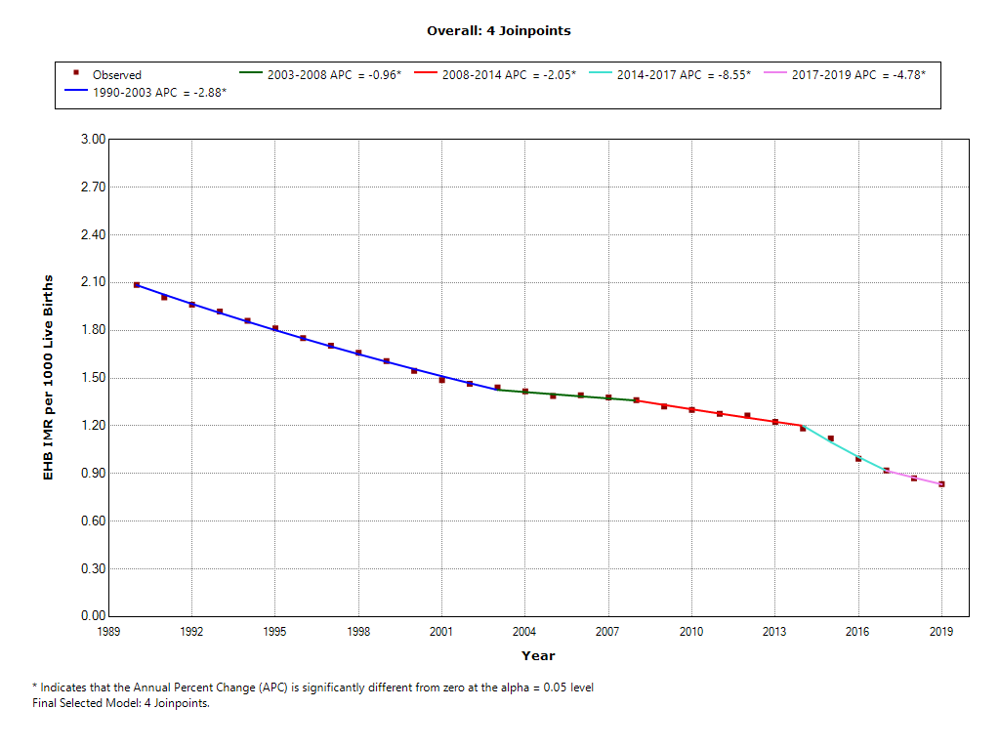 Overall: 4 Joinpoints
Observed
2003-2008 APC = -0.96*
2008-2014 APC = -2.05*
2014-2017 APC = -8.55*
2017-2019 APC = -4.78*
1990-2003 APC = -2.88*
3.00
2.70
2.40
2.10
1.80
1.50
1.20
0.90
0.60
0.30
0.00
EHB IMR per 1000 Live Births
1989 1992 1995 1998 2001 2004 2007 2010 2013 2016 2019
Year
* Indicates that the Annual Percent Change (APC) is significantly different from zero at the alpha = 0.05 level
Final Selected Model: 4 Joinpoints.